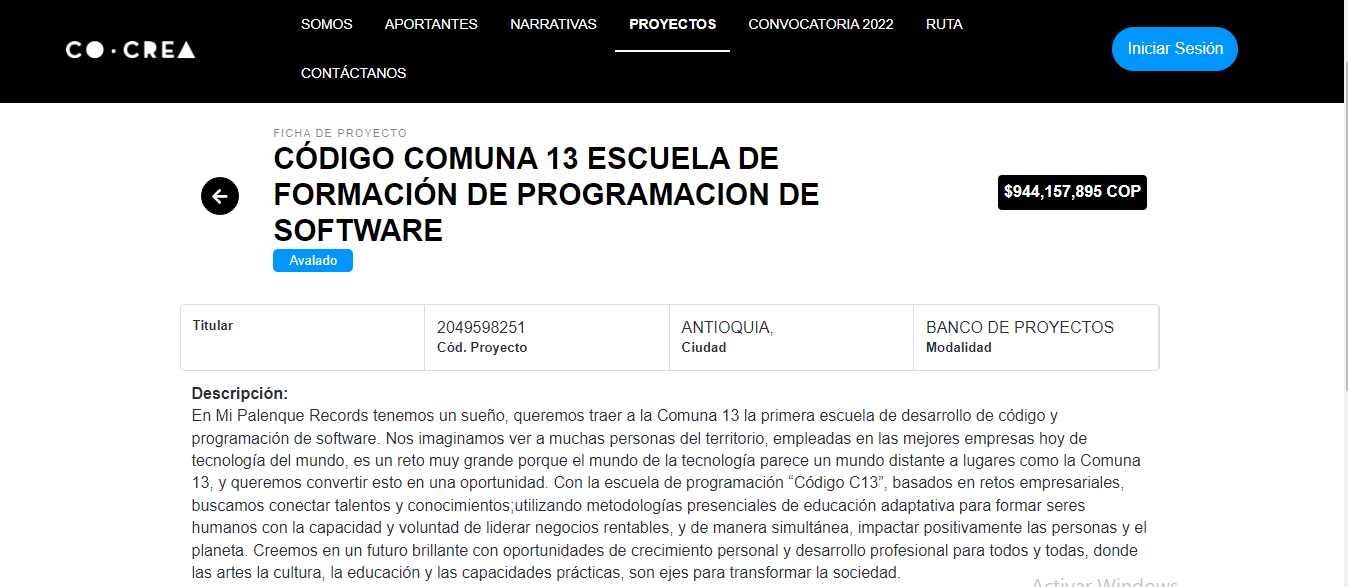 SOMOS APORTANTES NARRATIVAS PROYECTOS CONVOCATORIA 2022 RUTA
CO·CREA
Iniciar Sesión
CONTÁCTANOS
FICHA DE PROYECTO
CÓDIGO COMUNA 13 ESCUELA DE
FORMACIÓN DE PROGRAMACION DE
SOFTWARE
$944,157,895 COP
Avalado
Titular
2049598251
Cód. Proyecto
ANTIOQUIA,
Ciudad
BANCO DE PROYECTOS
Modalidad
Descripción:
En Mi Palenque Records tenemos un sueño, queremos traer a la Comuna 13 la primera escuela de desarrollo de código y
programación de software. Nos imaginamos ver a muchas personas del territorio, empleadas en las mejores empresas hoy de
tecnología del mundo, es un reto muy grande porque el mundo de la tecnología parece un mundo distante a lugares como la Comuna
13, y queremos convertir esto en una oportunidad. Con la escuela de programación “Código C13”, basados en retos empresariales,
buscamos conectar talentos y conocimientos;utilizando metodologías presenciales de educación adaptativa para formar seres
humanos con la capacidad y voluntad de liderar negocios rentables, y de manera simultánea, impactar positivamente las personas y el
planeta. Creemos en un futuro brillante con oportunidades de crecimiento personal y desarrollo profesional para todos y todas, donde
las artes la cultura, la educación y las capacidades prácticas, son ejes para transformar la sociedad.
Activar Windows